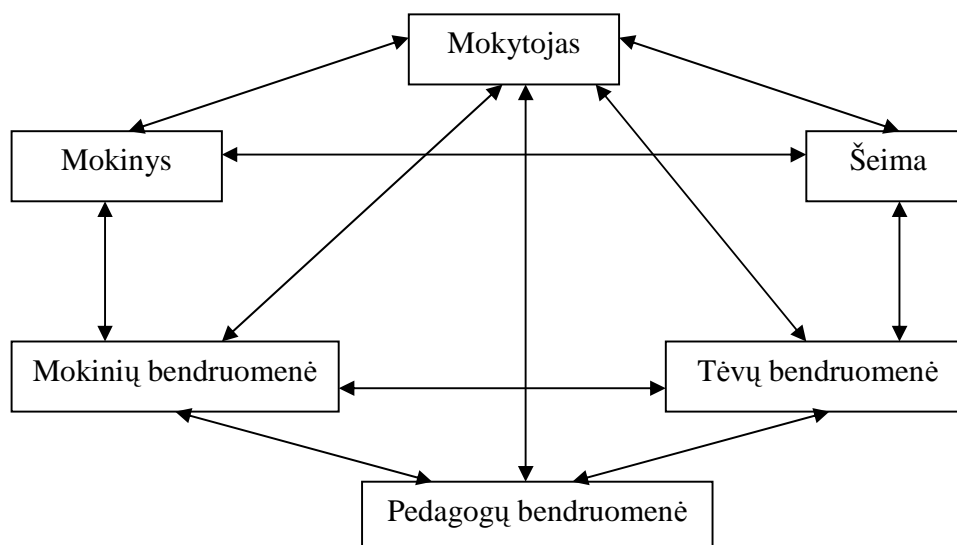 Mokytojas
Mokinys
Šeima
Mokinių bendruomenė
Tėvų bendruomenė
Pedagogų bendruomenė